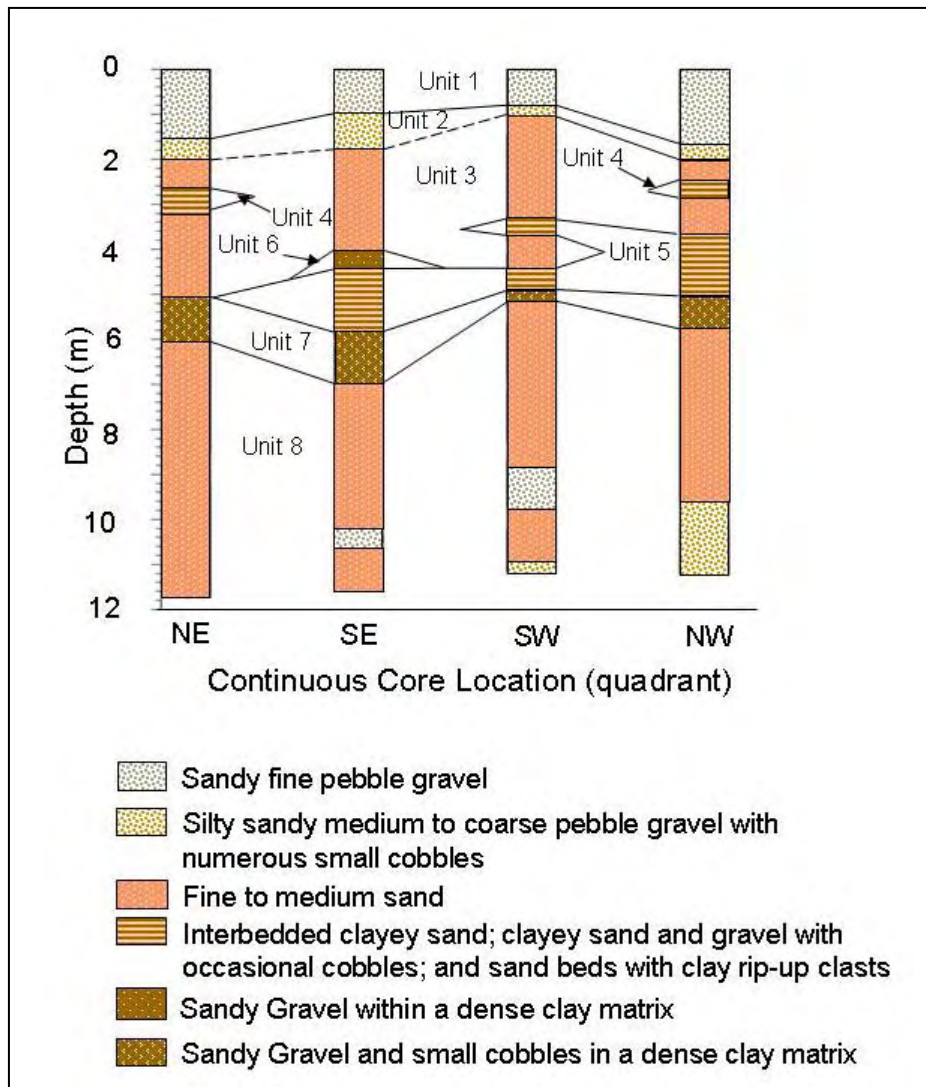 0
2
4
6
8
10
12
Depth (m)
Unit 1
Unit 2
Unit 3
Unit 4
Unit 4
Unit 6
Unit 5
Unit 7
Unit 8
NE SE SW NW
Continuous Core Location (quadrant)
Sandy fine pebble gravel
Silty sandy medium to coarse pebble gravel with
numerous small cobbles
Fine to medium sand
Interbedded clayey sand; clayey sand and gravel with
occasional cobbles; and sand beds with clay rip-up clasts
Sandy Gravel within a dense clay matrix
Sandy Gravel and small cobbles in a dense clay matrix